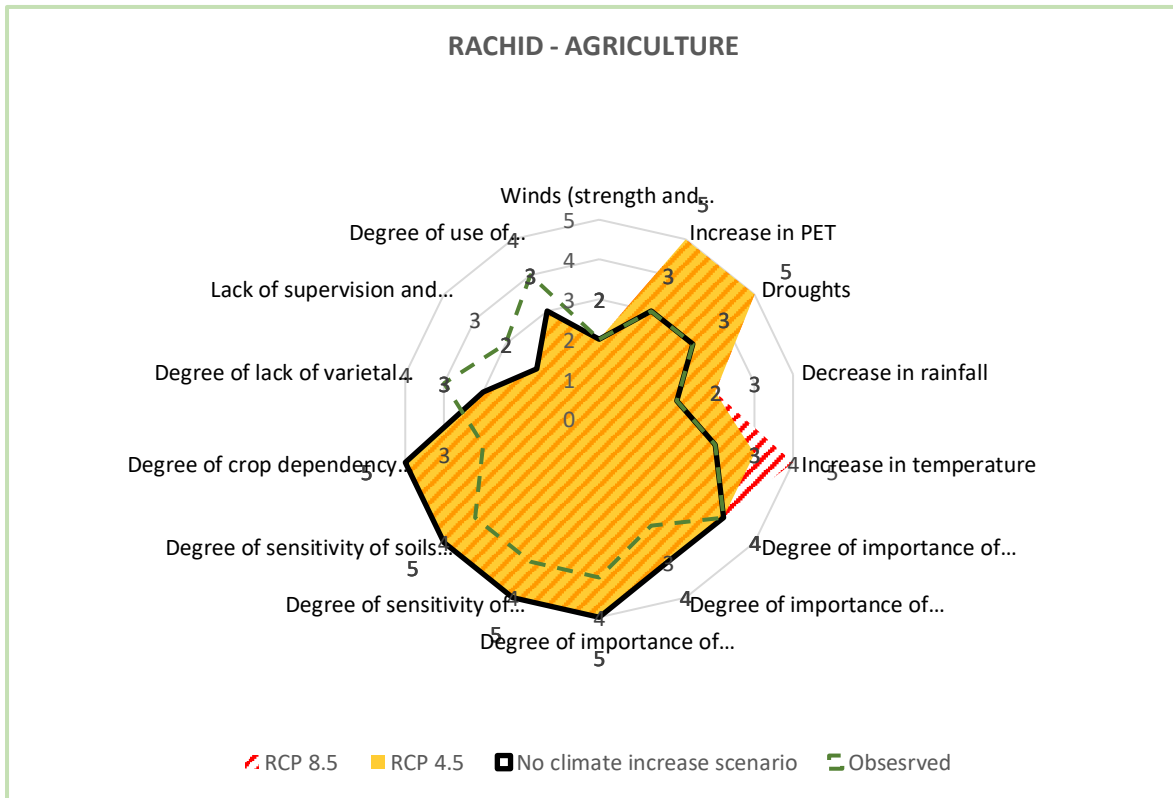 RACHID - AGRICULTURE
Winds (strength and…
Increase in PET
Droughts
Decrease in rainfall
Increase in temperature
Degree of importance of…
Degree of importance of…
Degree of importance of…
Degree of sensitivity of…
Degree of sensitivity of soils…
Degree of crop dependency…
Degree of lack of varietal…
Lack of supervision and…
Degree of use of…
5
4
3
2
1
0
5
3
5
3
3
2
5
4
3
4
4
3
5
4
5
4
5
4
5
3
4
3
3
2
4
3
2
RCP 8.5
RCP 4.5
No climate increase scenario
Obsesrved